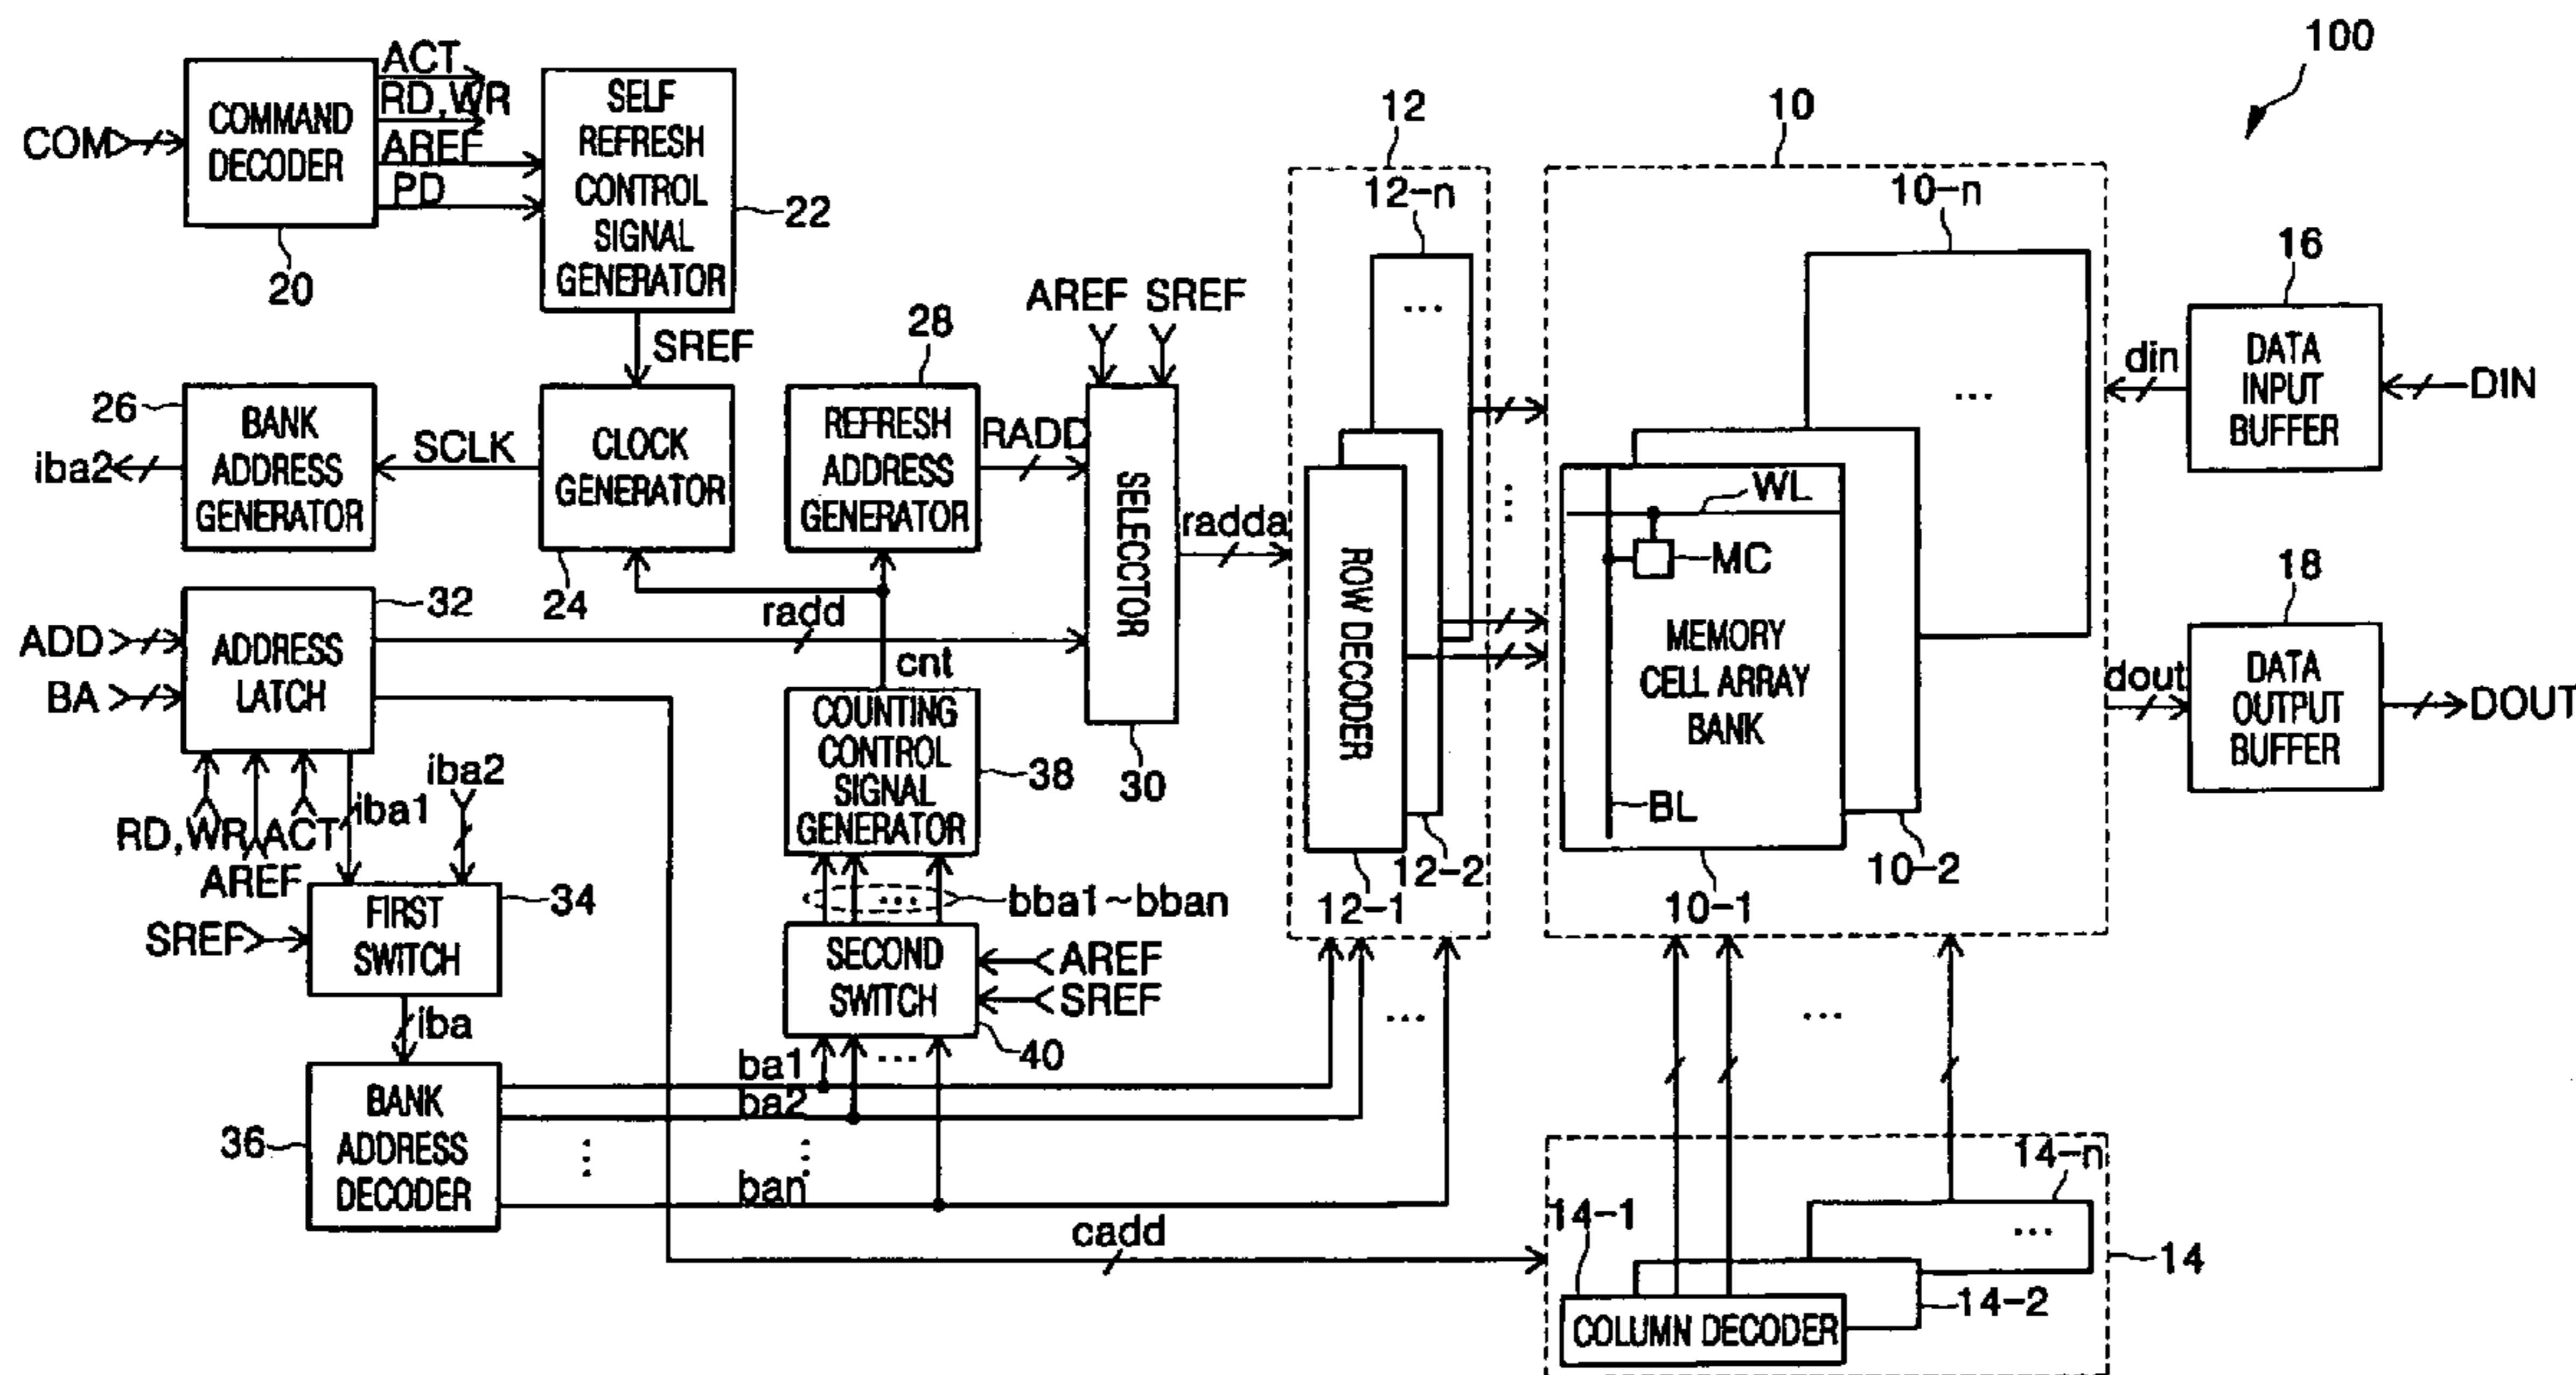 100
COM
COMMAND
DECODER
20
ACT
RD,WR
AREF
PD
SELF
REFRESH
CONTROL
SIGNAL
GENERATOR
22
SREF
26
BANK
ADDRESS
GENERATOR
iba2
SCLK
CLOCK
GENERATOR
24
28
REFRESH
ADDRESS
GENERATOR
RADD
AREF SREF
SELECCTOR
30
radda
ADD
BA
ADDRESS
LATCH
32
radd
cnt
RD,WR
ACT
AREF
iba1
iba2
SREF
FIRST
SWITCH
34
iba
36
BANK
ADDRESS
DECODER
COUNTING
CONTROL
SIGNAL
GENERATOR
38
...
bba1~bban
SECOND
SWITCH
AREF
SREF
40
...
ba1
ba2
...
...
ban
cadd
12
12-n
...
ROW DECODER
12-2
12-1
...
...
10
10-n
...
WL
MC
MEMORY
CELL ARRAY
BANK
BL
10-2
10-1
...
16
DATA
INPUT
BUFFER
din
DIN
18
DATA
OUTPUT
BUFFER
dout
DOUT
14-n
...
14-1
14
14-2
COLUMN DECODER